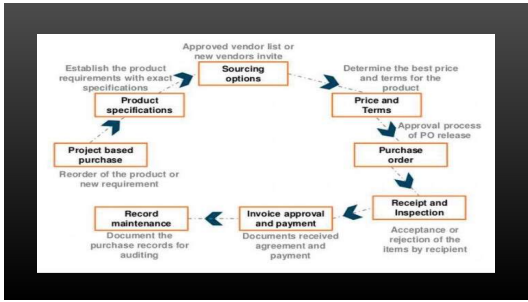 Approved vendor list or
new vendors invite
Sourcing
options
Establish the product
requirements with exact
specifications
Product
specifications
Determine the best price
and terms for the
product
Price and
Terms
Project based
purchase
Reorder of the product or
new requirement
Approval process
of PO release
Purchase
order
Receipt and
Inspection
Acceptance or
rejection of the
items by recipient
Invoice approval
and payment
Documents received
agreement and
payment
Record
maintenance
Document the
purchase records for
auditing